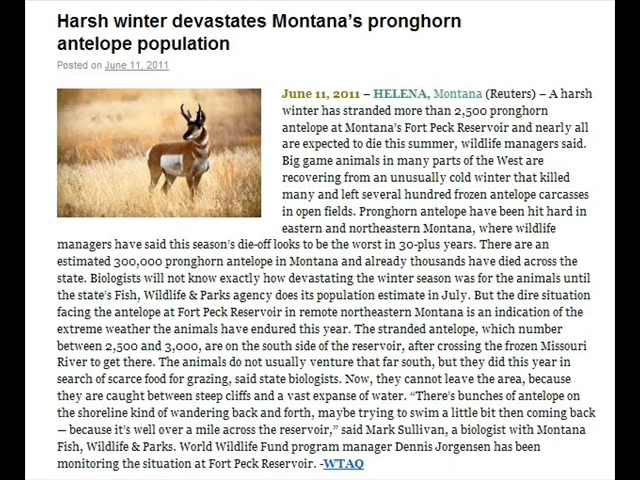 Harsh winter devastates Montana's pronghorn
antelope population
Posted on June 11, 2011
June 11, 2011 – HELENA, Montana (Reuters) – A harsh
winter has stranded more than 2,500 pronghorn
antelope at Montana's Fort Peck Reservoir and nearly all
are expected to die this summer, wildlife managers said.
Big game animals in many parts of the West are
recovering from an unusually cold winter that killed
many and left several hundred frozen antelope carcasses
in open fields. Pronghorn antelope have been hit hard in
eastern and northeastern Montana, where wildlife
managers have said this season's die-off looks to be the worst in 30-plus years. There are an
estimated 300,000 pronghorn antelope in Montana and already thousands have died across the
state. Biologists will not know exactly how devastating the winter season was for the animals until
the state's Fish, Wildlife & Parks agency does its population estimate in July. But the dire situation
facing the antelope at Fort Peck Reservoir in remote northeastern Montana is an indication of the
extreme weather the animals have endured this year. The stranded antelope, which number
between 2,500 and 3,000, are on the south side of the reservoir, after crossing the frozen Missouri
River to get there. The animals do not usually venture that far south, but they did this year in
search of scarce food for grazing, said state biologists. Now, they cannot leave the area, because
they are caught between steep cliffs and a vast expanse of water. “There's bunches of antelope on
the shoreline kind of wandering back and forth, maybe trying to swim a little bit then coming back
— because it's well over a mile across the reservoir,” said Mark Sullivan, a biologist with Montana
Fish, Wildlife & Parks. World Wildlife Fund program manager Dennis Jorgensen has been
monitoring the situation at Fort Peck Reservoir. -WTAQ